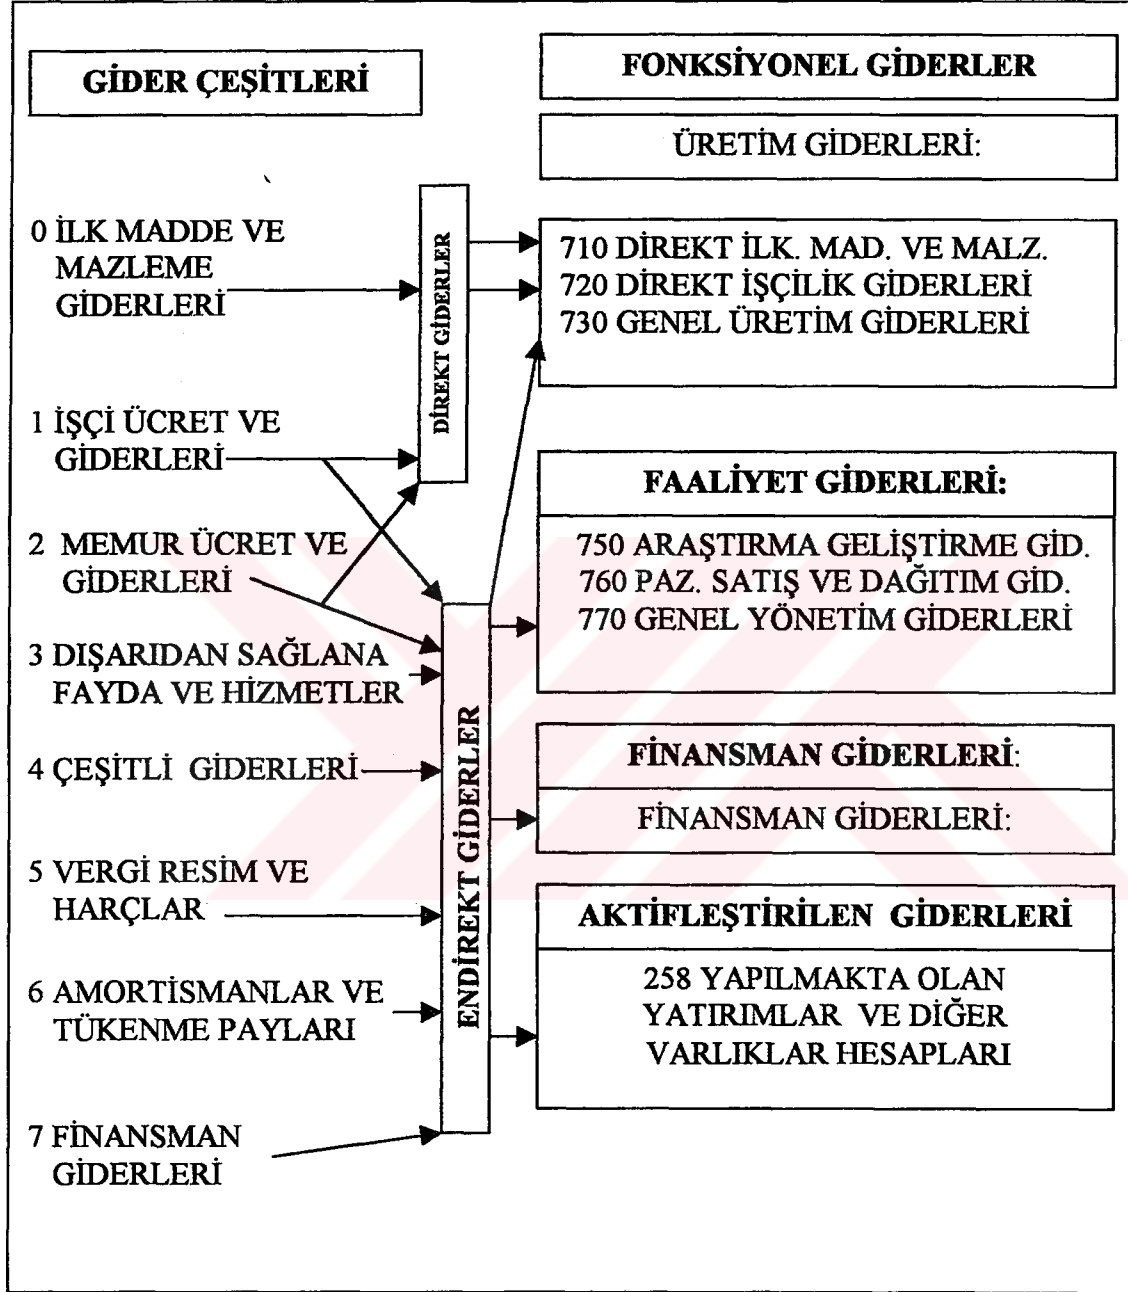 GİDER ÇEŞİTLERİ
0 İLK MADDE VE
MAZLEME
GİDERLERİ
1 İŞÇİ ÜCRET VE
GİDERLERİ
2 MEMUR ÜCRET VE
GİDERLERİ
3 DIŞARIDAN SAĞLANA
FAYDA VE HİZMETLER
4 ÇEŞİTLİ GİDERLERİ
5 VERGİ RESİM VE
HARÇLAR
6 AMORTİSMANLAR VE
TÜKENME PAYLARI
7 FİNANSMAN
GİDERLERİ
DİREKT GİDERLER
ENDİREKT GİDERLER
FONKSİYONEL GİDERLER
ÜRETİM GİDERLERİ:
710 DİREKT İLK. MAD. VE MALZ.
720 DİREKT İŞÇİLİK GİDERLERİ
730 GENEL ÜRETİM GİDERLERİ
FAALİYET GİDERLERİ:
750 ARAŞTIRMA GELİŞTİRME GİD.
760 PAZ. SATIŞ VE DAĞITIM GİD.
770 GENEL YÖNETİM GİDERLERİ
FİNANSMAN GİDERLERİ:
FİNANSMAN GİDERLERİ:
AKTİFLEŞTİRİLEN GİDERLERİ
258 YAPILMAKTA OLAN
YATIRIMLAR VE DİĞER
VARLIKLAR HESAPLARI